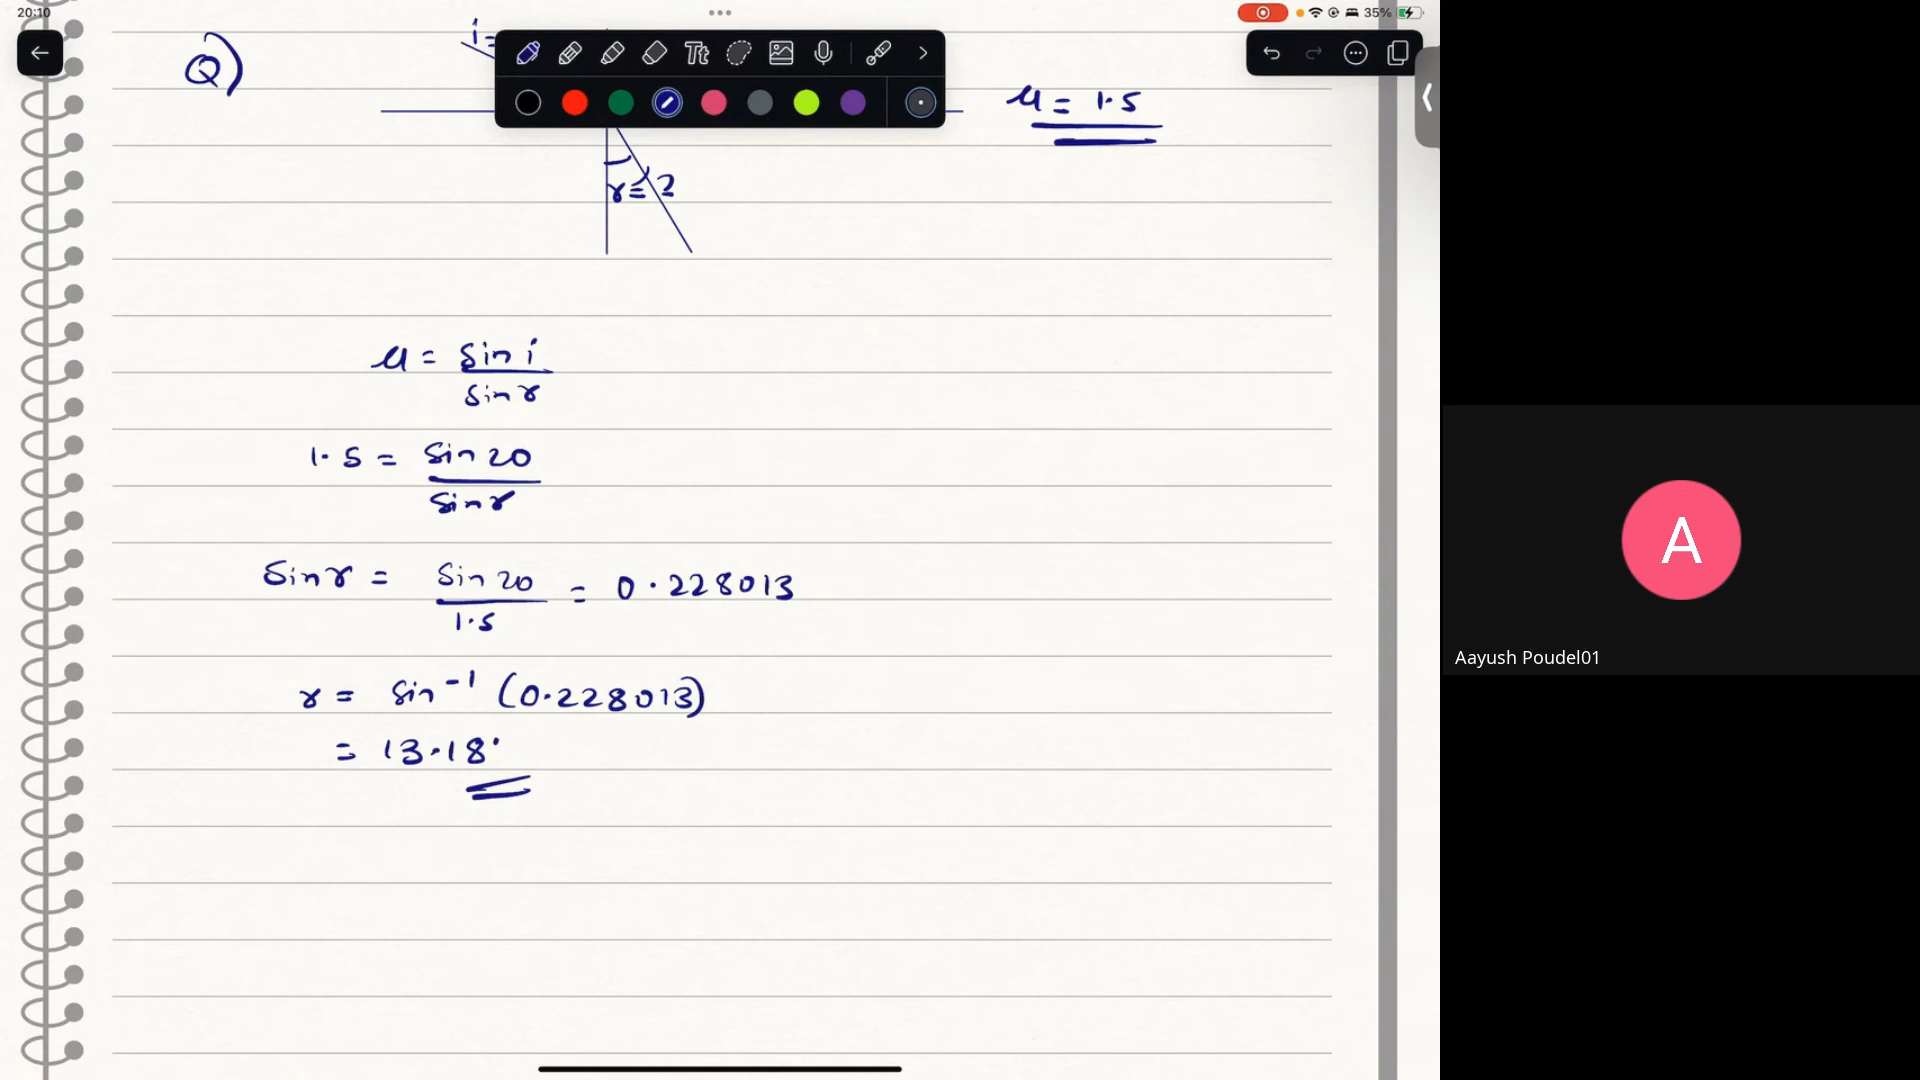 20:10
35%
Q)
i=
μ = 1.5
r = ?
μ = sin i / sin r
1.5 = sin 20 / sin r
sin r = sin 20 / 1.5 = 0.228013
r = sin⁻¹ (0.228013)
= 13.18°
Tt
A
Aayush Poudel01